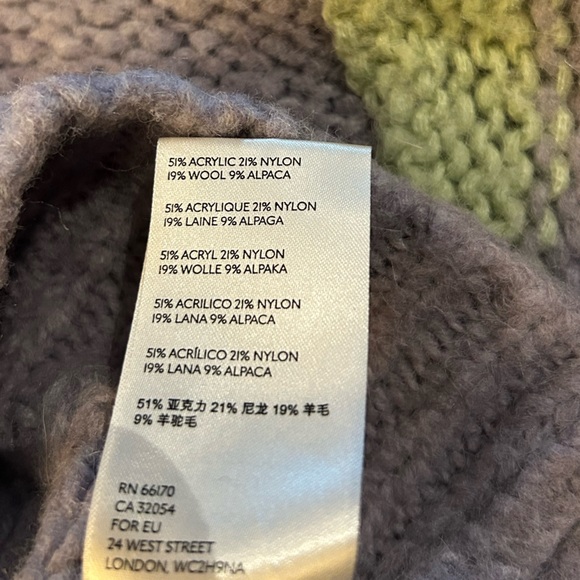 51% ACRYLIC 21% NYLON
19% WOOL 9% ALPACA
51% ACRYLIQUE 21% NYLON
19% LAINE 9% ALPAGA
51% ACRYL 21% NYLON
19% WOLLE 9% ALPAKA
51% ACRILICO 21% NYLON
19% LANA 9% ALPACA
51% ACRÍLICO 21% NYLON
19% LANA 9% ALPACA
51% 亚克力 21% 尼龙 19% 羊毛
9% 羊驼毛
RN 66170
CA 32054
FOR EU
24 WEST STREET
LONDON, WC2H9NA